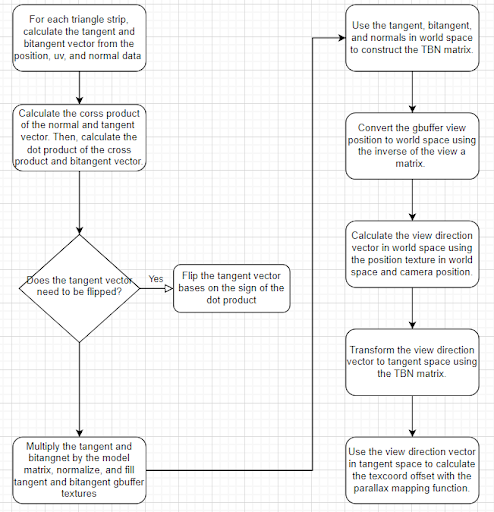 For each triangle strip,
calculate the tangent and
bitangent vector from the
position, uv, and normal data
Calculate the corss product
of the normal and tangent
vector. Then, calculate the
dot product of the cross
product and bitangent vector.
Does the tangent vector
need to be flipped?
Yes
Flip the tangent vector
bases on the sign of the
dot product
Multiply the tangent and
bitangnet by the model
matrix, normalize, and fill
tangent and bitangent gbuffer
textures
Use the tangent, bitangent,
and normals in world space
to construct the TBN matrix.
Convert the gbuffer view
position to world space using
the inverse of the view a
matrix.
Calculate the view direction
vector in world space using
the position texture in world
space and camera position.
Transform the view direction
vector to tangent space using
the TBN matrix.
Use the view direction vector
in tangent space to calculate
the texcoord offset with the
parallax mapping function.